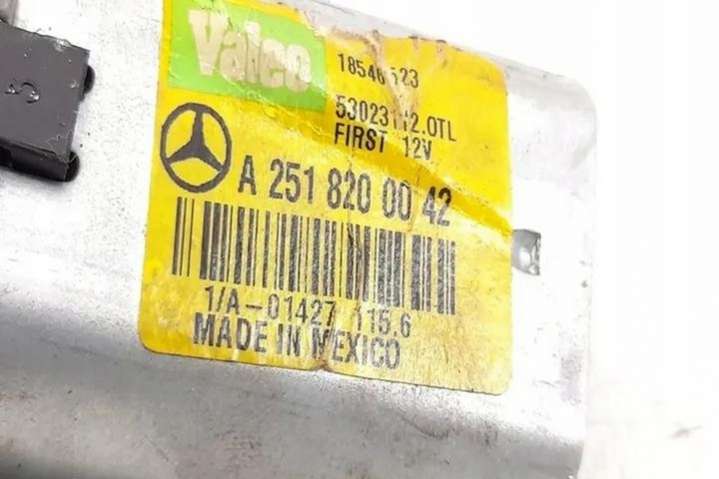 Valeo
18546523
53023112.OTL
FIRST 12V
A 251 820 00 42
1/A-01427 115.6
MADE IN MEXICO
S